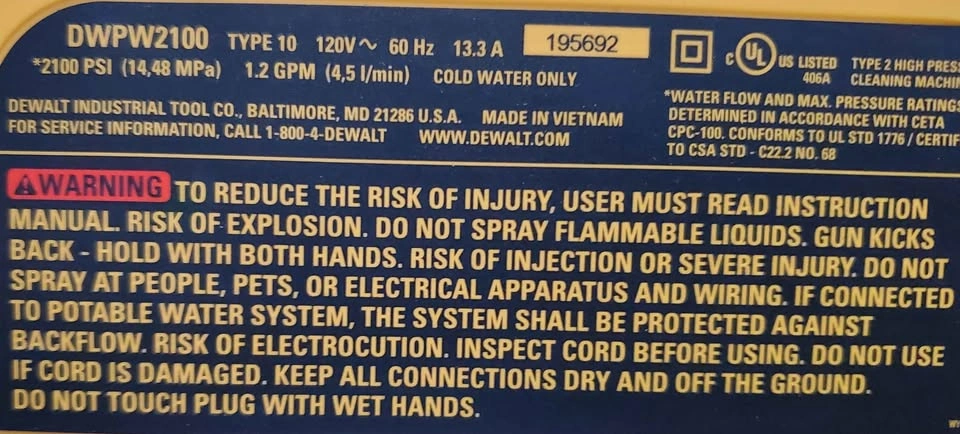 DWPW2100 TYPE 10 120V~ 60 Hz 13.3 A 195692
*2100 PSI (14,48 MPa) 1.2 GPM (4,5 l/min) COLD WATER ONLY
DEWALT INDUSTRIAL TOOL CO., BALTIMORE, MD 21286 U.S.A. MADE IN VIETNAM
FOR SERVICE INFORMATION, CALL 1-800-4-DEWALT WWW.DEWALT.COM
C UL US LISTED
406A
TYPE 2 HIGH PRESS
CLEANING MACHIN
*WATER FLOW AND MAX. PRESSURE RATINGS
DETERMINED IN ACCORDANCE WITH CETA
CPC-100. CONFORMS TO UL STD 1776 / CERTIF
TO CSA STD - C22.2 NO. 68
WARNING TO REDUCE THE RISK OF INJURY, USER MUST READ INSTRUCTION
MANUAL. RISK OF EXPLOSION. DO NOT SPRAY FLAMMABLE LIQUIDS. GUN KICKS
BACK - HOLD WITH BOTH HANDS. RISK OF INJECTION OR SEVERE INJURY. DO NOT
SPRAY AT PEOPLE, PETS, OR ELECTRICAL APPARATUS AND WIRING. IF CONNECTED
TO POTABLE WATER SYSTEM, THE SYSTEM SHALL BE PROTECTED AGAINST
BACKFLOW. RISK OF ELECTROCUTION. INSPECT CORD BEFORE USING. DO NOT USE
IF CORD IS DAMAGED. KEEP ALL CONNECTIONS DRY AND OFF THE GROUND.
DO NOT TOUCH PLUG WITH WET HANDS.